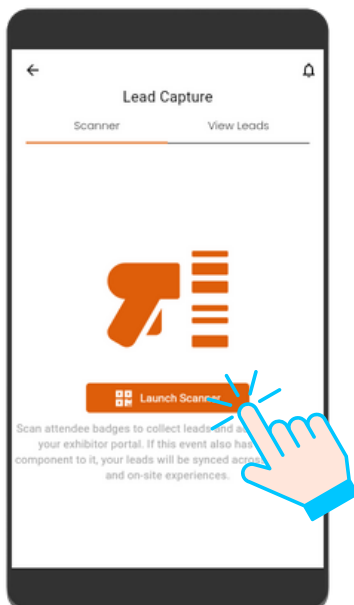 Lead Capture
Scanner View Leads
Launch Scanner
Scan attendee badges to collect leads and
your exhibitor portal. If this event also has
component to it, your leads will be synced across
and on-site experiences.